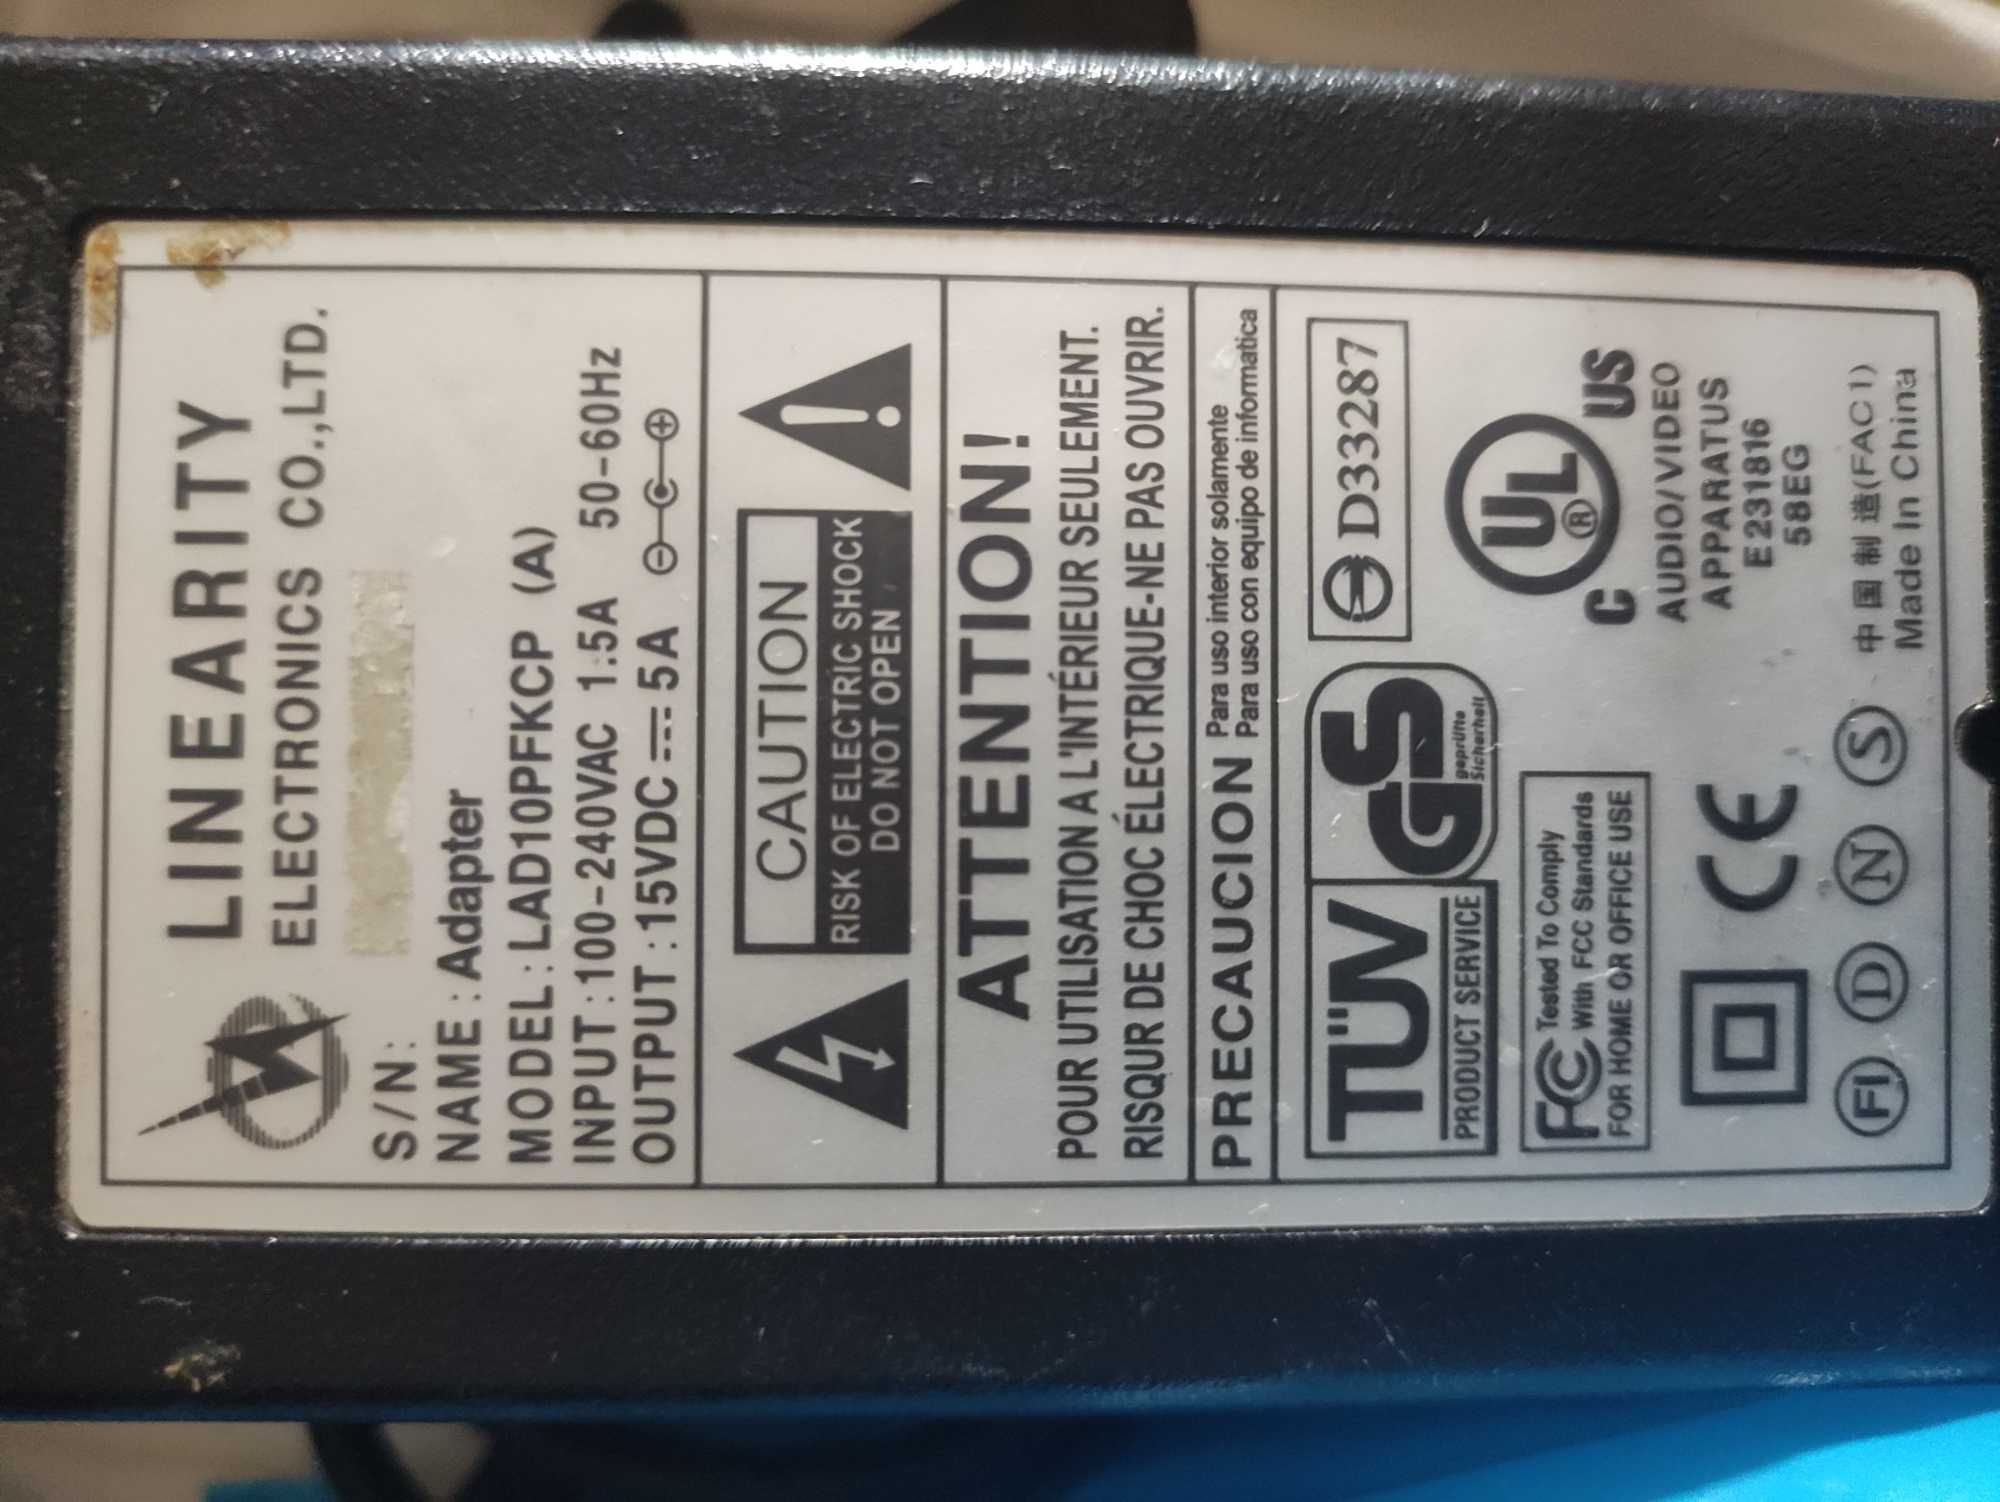 LINEARITY
ELECTRONICS CO.,LTD.
S/N:
NAME : Adapter
MODEL : LAD10PFKCP (A)
INPUT : 100-240VAC 1.5A 50-60Hz
OUTPUT : 15VDC 5A
CAUTION
RISK OF ELECTRIC SHOCK
DO NOT OPEN
ATTENTION!
POUR UTILISATION A L'INTÉRIEUR SEULEMENT.
RISQUR DE CHOC ÉLECTRIQUE-NE PAS OUVRIR.
PRECAUCION Para uso interior solamente
Para uso con equipo de informatica
TÜV
PRODUCT SERVICE
GS
geprüfte
Sicherheit
D33287
FC Tested To Comply
With FCC Standards
FOR HOME OR OFFICE USE
C UL ® US
AUDIO/VIDEO
APPARATUS
E231816
58EG
CE
FI D N S
中国制造(FAC1)
Made In China